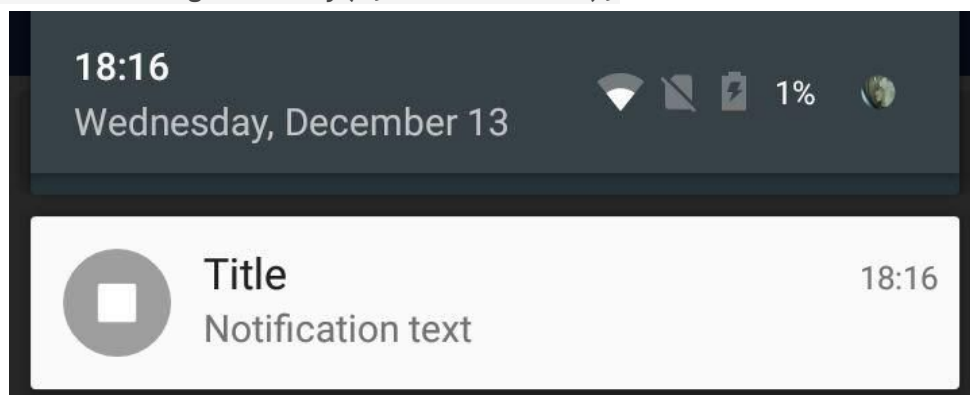 18:16
Wednesday, December 13
1%
Title
18:16
Notification text